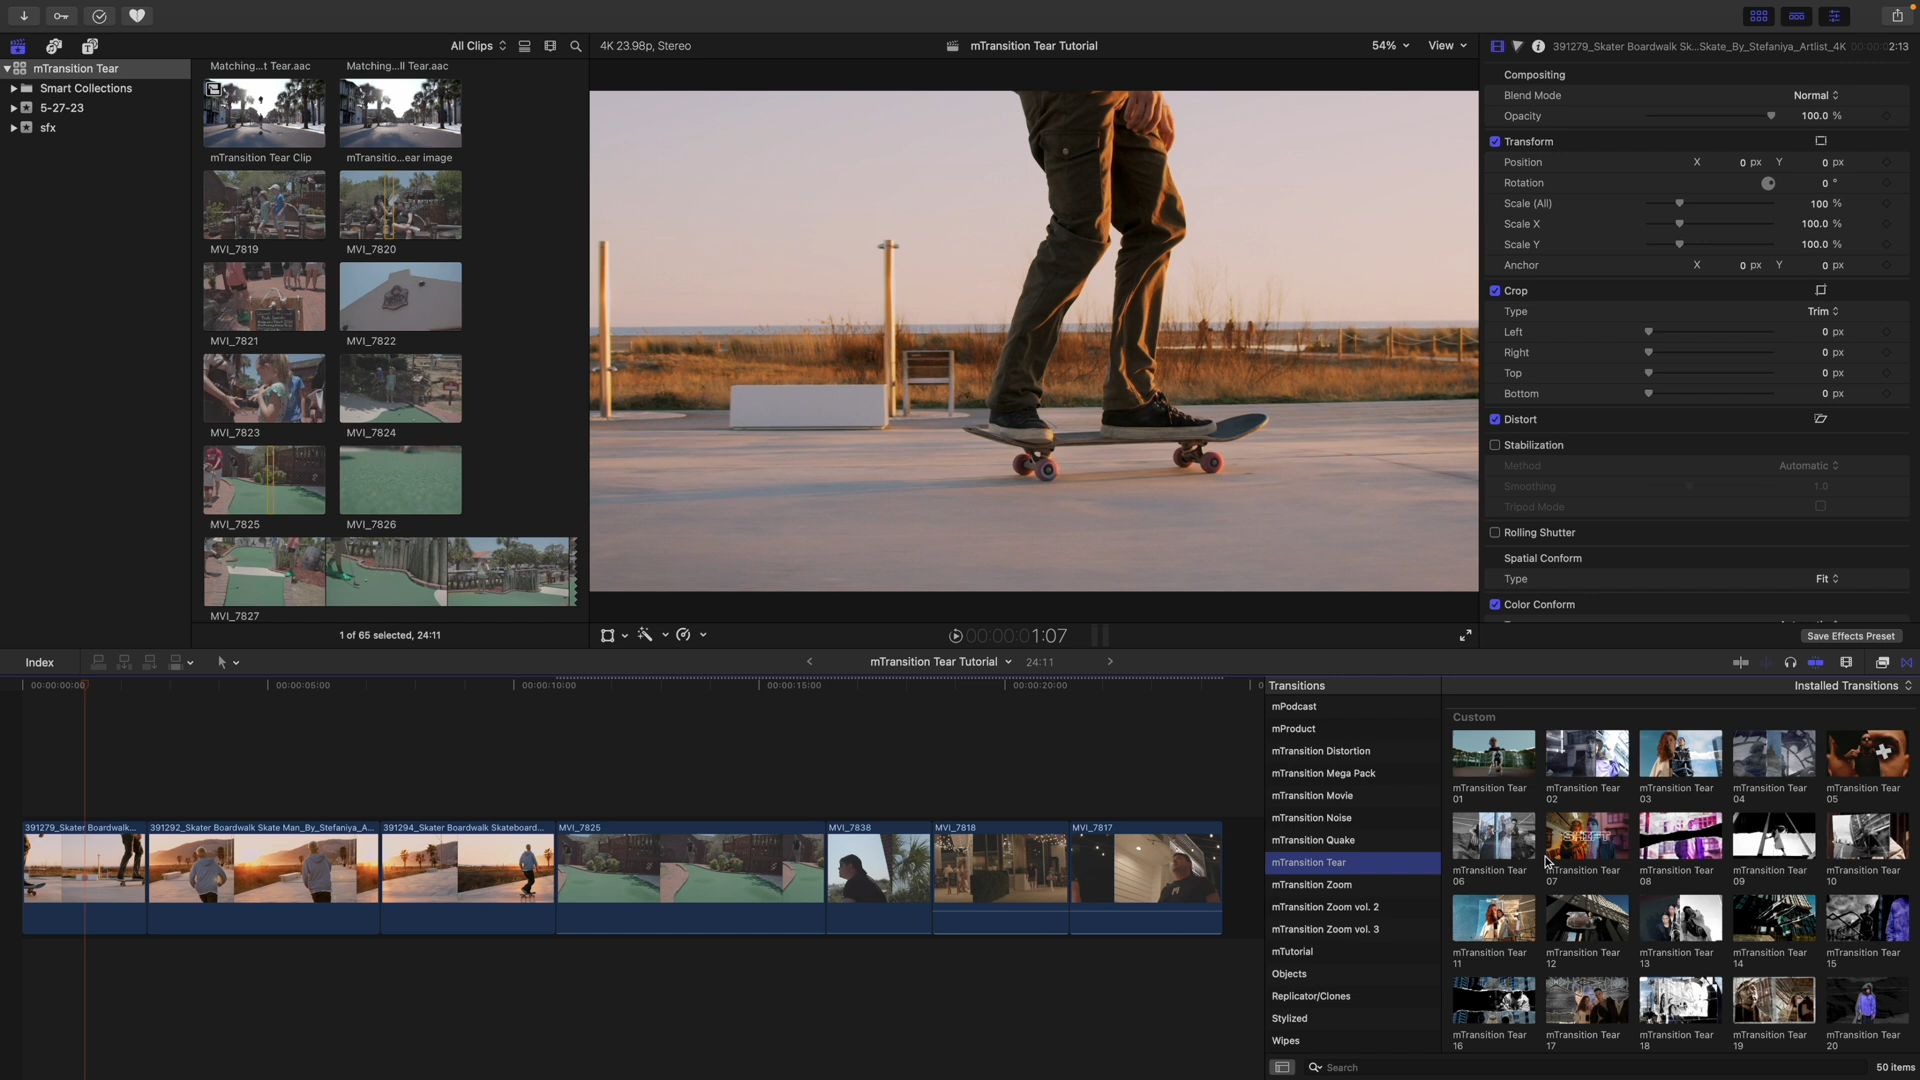 All Clips
4K 23.98p, Stereo
mTransition Tear Tutorial
54%
View
391279_Skater Boardwalk Sk...Skate_By_Stefaniya_Artlist_4K
00:00:02:13
mTransition Tear
Smart Collections
5-27-23
sfx
Matching...t Tear.aac
Matching...ll Tear.aac
mTransition Tear Clip
mTransitio...ear image
MVI_7819
MVI_7820
MVI_7821
MVI_7822
MVI_7823
MVI_7824
MVI_7825
MVI_7826
MVI_7827
1 of 65 selected, 24:11
00:00:01:07
Compositing
Blend Mode
Normal
Opacity
100.0 %
Transform
Position
X
0 px
Y
0 px
Rotation
0 °
Scale (All)
100 %
Scale X
100.0 %
Scale Y
100.0 %
Anchor
X
0 px
Y
0 px
Crop
Type
Trim
Left
0 px
Right
0 px
Top
0 px
Bottom
0 px
Distort
Stabilization
Method
Automatic
Smoothing
1.0
Tripod Mode
Rolling Shutter
Spatial Conform
Type
Fit
Color Conform
Save Effects Preset
Index
mTransition Tear Tutorial
24:11
00:00:00:00
00:00:05:00
00:00:10:00
00:00:15:00
00:00:20:00
391279_Skater Boardwalk...
391292_Skater Boardwalk Skate Man_By_Stefaniya_A...
391294_Skater Boardwalk Skateboard...
MVI_7825
MVI_7838
MVI_7818
MVI_7817
Transitions
Installed Transitions
mPodcast
mProduct
mTransition Distortion
mTransition Mega Pack
mTransition Movie
mTransition Noise
mTransition Quake
mTransition Tear
mTransition Zoom
mTransition Zoom vol. 2
mTransition Zoom vol. 3
mTutorial
Objects
Replicator/Clones
Stylized
Wipes
Custom
mTransition Tear
01
mTransition Tear
02
mTransition Tear
03
mTransition Tear
04
mTransition Tear
05
SHIFT
mTransition Tear
06
mTransition Tear
07
mTransition Tear
08
mTransition Tear
09
mTransition Tear
10
mTransition Tear
11
mTransition Tear
12
mTransition Tear
13
mTransition Tear
14
mTransition Tear
15
mTransition Tear
16
mTransition Tear
17
mTransition Tear
18
mTransition Tear
19
mTransition Tear
20
Search
50 items